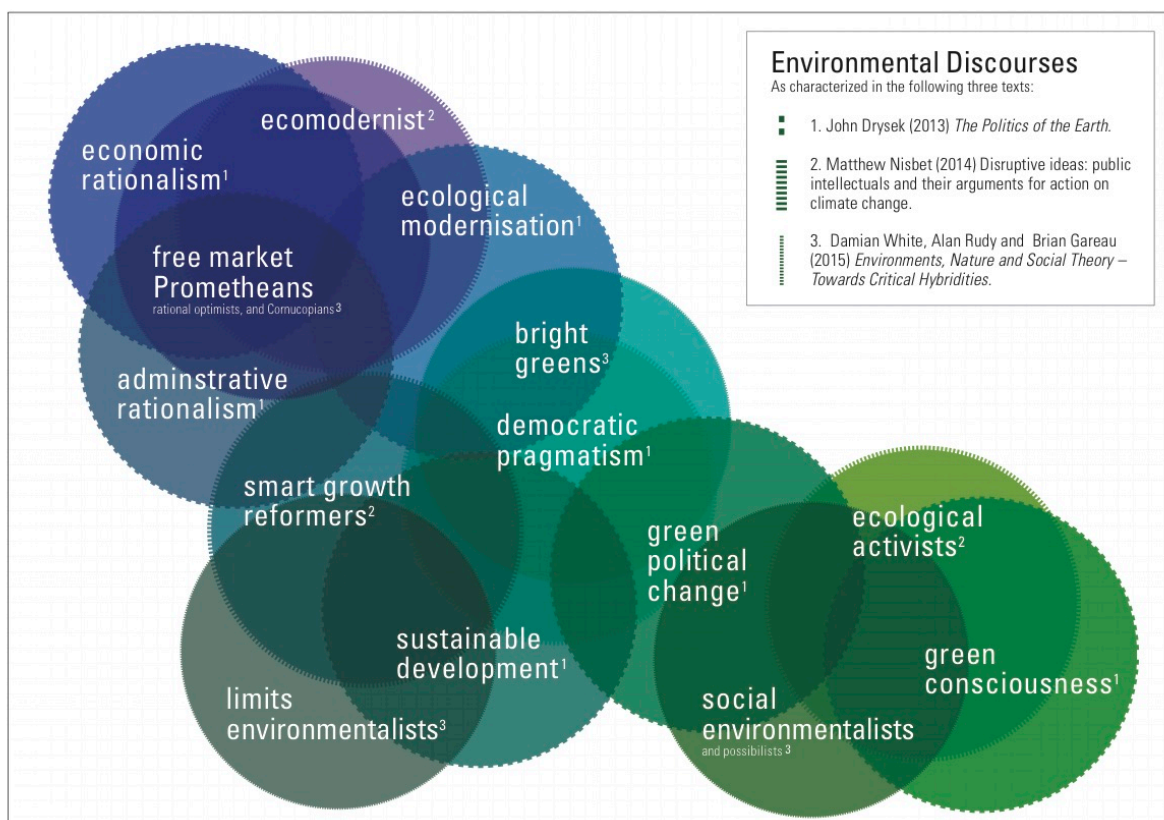 Environmental Discourses
As characterized in the following three texts:
1. John Drysek (2013) The Politics of the Earth.
2. Matthew Nisbet (2014) Disruptive ideas: public
intellectuals and their arguments for action on
climate change.
3. Damian White, Alan Rudy and Brian Gareau
(2015) Environments, Nature and Social Theory –
Towards Critical Hybridities.
ecomodernist²
economic
rationalism¹
ecological
modernisation¹
free market
Prometheans
rational optimists, and Cornucopians³
bright
greens³
adminstrative
rationalism¹
democratic
pragmatism¹
smart growth
reformers²
green
political
change¹
ecological
activists²
sustainable
development¹
green
consciousness¹
limits
environmentalists³
social
environmentalists
and possibilists³